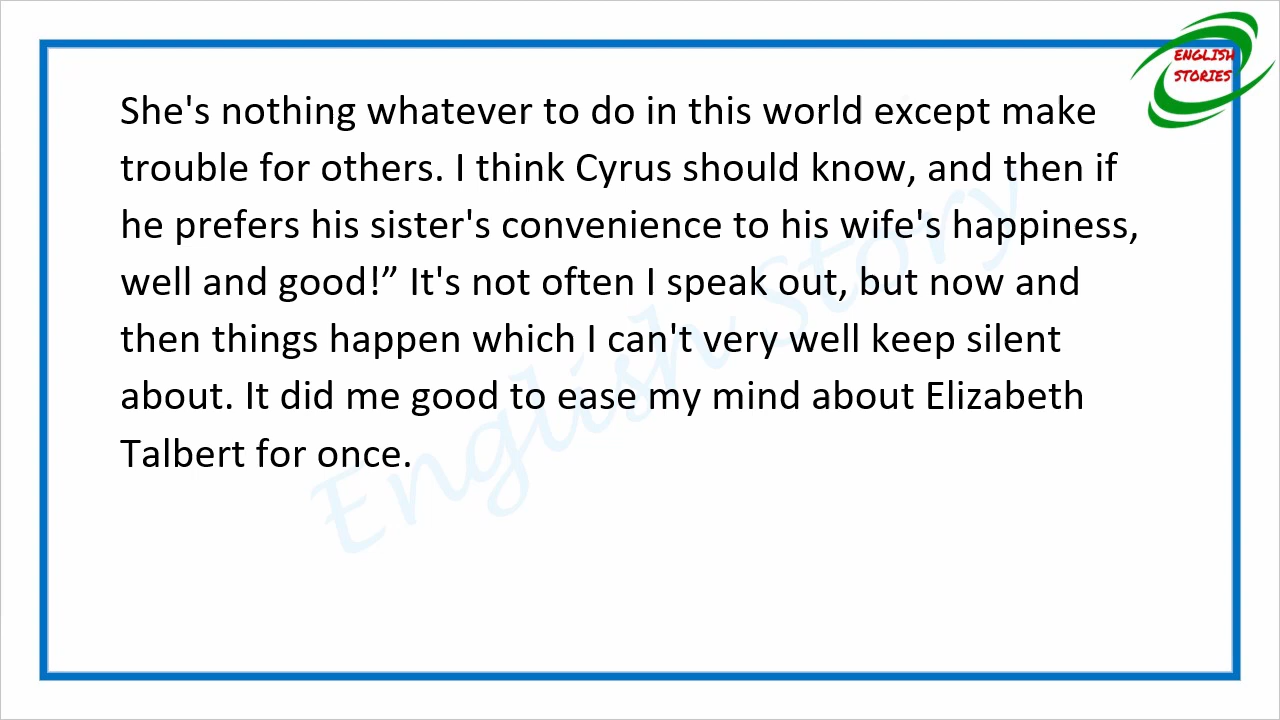 ENGLISH
STORIES
She's nothing whatever to do in this world except make
trouble for others. I think Cyrus should know, and then if
he prefers his sister's convenience to his wife's happiness,
well and good!” It's not often I speak out, but now and
then things happen which I can't very well keep silent
about. It did me good to ease my mind about Elizabeth
Talbert for once.
English Story